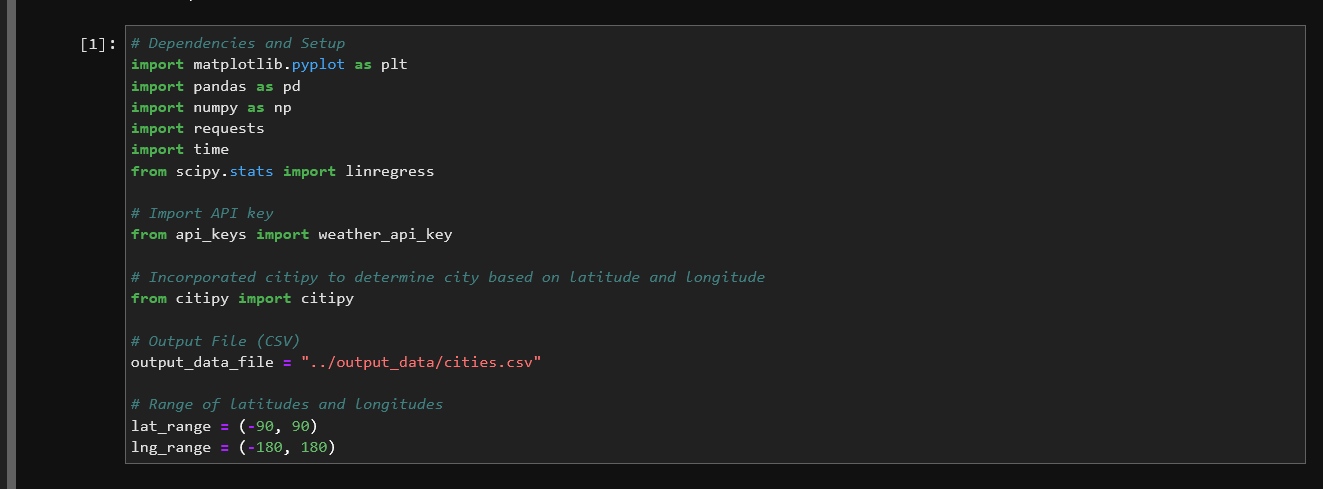 [1]:
# Dependencies and Setup
import matplotlib.pyplot as plt
import pandas as pd
import numpy as np
import requests
import time
from scipy.stats import linregress
# Import API key
from api_keys import weather_api_key
# Incorporated citipy to determine city based on latitude and longitude
from citipy import citipy
# Output File (CSV)
output_data_file = "../output_data/cities.csv"
# Range of latitudes and longitudes
lat_range = (-90, 90)
lng_range = (-180, 180)